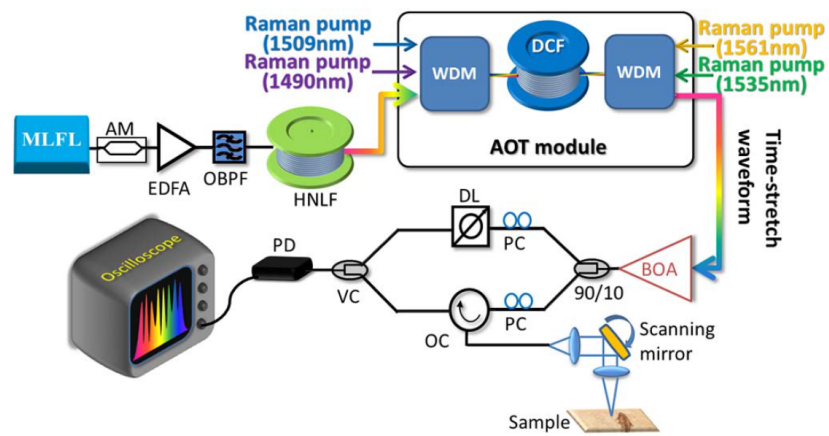 Raman pump
(1509nm)
Raman pump
(1490nm)
WDM
DCF
WDM
Raman pump
(1561nm)
Raman pump
(1535nm)
AOT module
MLFL
AM
EDFA
OBPF
HNLF
Time-stretch
waveform
Oscilloscope
PD
VC
DL
PC
OC
PC
90/10
BOA
Scanning
mirror
Sample